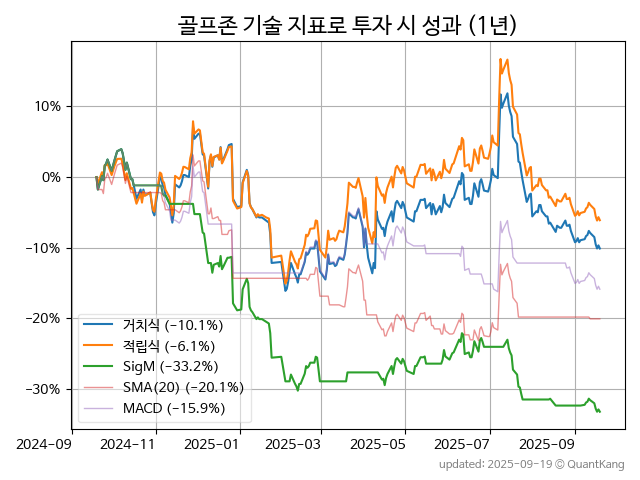 골프존 기술 지표로 투자 시 성과 (1년)
10%
0%
−10%
−20%
−30%
거치식 (−10.1%)
적립식 (−6.1%)
SigM (−33.2%)
SMA(20) (−20.1%)
MACD (−15.9%)
2024-09 2024-11 2025-01 2025-03 2025-05 2025-07 2025-09
updated: 2025-09-19 ⓒ QuantKang